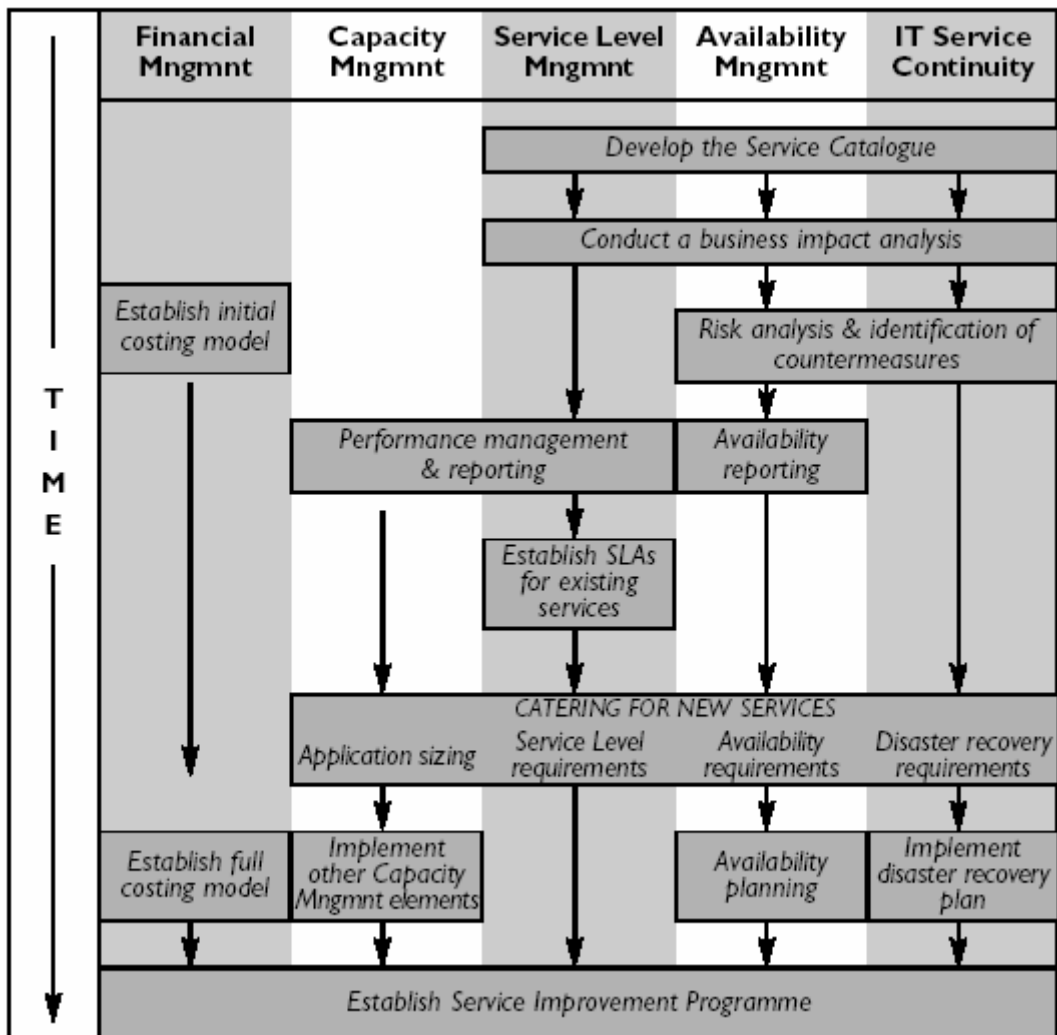 Financial Mngmnt
Capacity Mngmnt
Service Level Mngmnt
Availability Mngmnt
IT Service Continuity
Develop the Service Catalogue
Conduct a business impact analysis
Establish initial
costing model
Risk analysis & identification of
countermeasures
TIME
Performance management
& reporting
Availability
reporting
Establish SLAs
for existing
services
CATERING FOR NEW SERVICES
Application sizing
Service Level
requirements
Availability
requirements
Disaster recovery
requirements
Establish full
costing model
Implement
other Capacity
Mngmnt elements
Availability
planning
Implement
disaster recovery
plan
Establish Service Improvement Programme